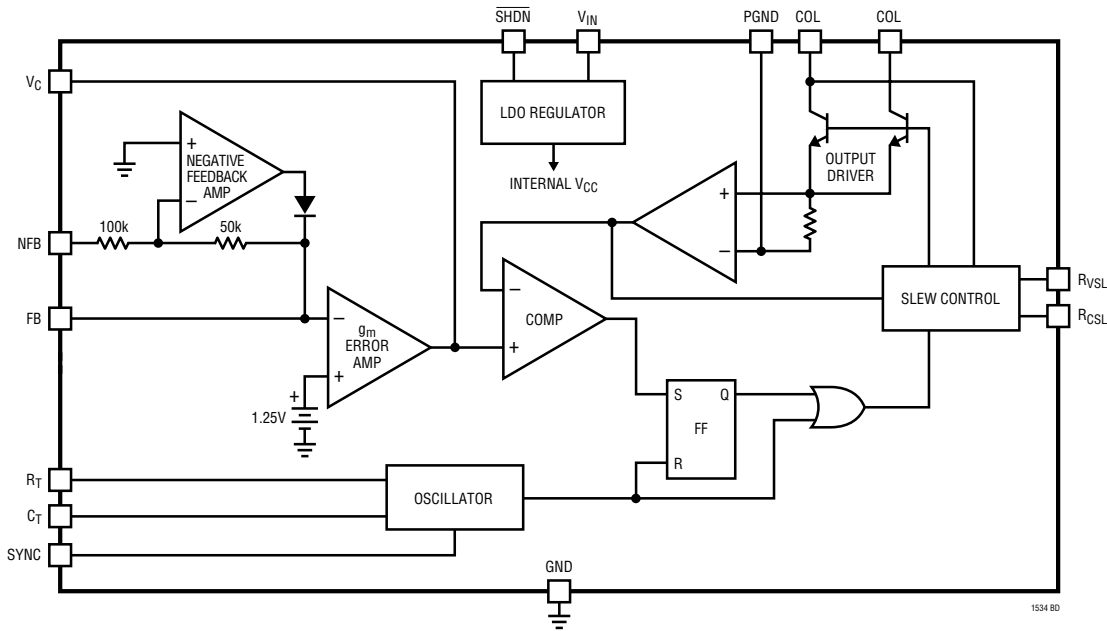 SHDN
VIN
PGND
COL
COL
VC
LDO REGULATOR
+
NEGATIVE
FEEDBACK
AMP
−
OUTPUT
DRIVER
INTERNAL VCC
+
100k
50k
NFB
−
RVSL
SLEW CONTROL
FB
−
gm
ERROR
AMP
+
−
COMP
+
RCSL
+
1.25V
S
Q
FF
R
RT
OSCILLATOR
CT
SYNC
GND
1534 BD